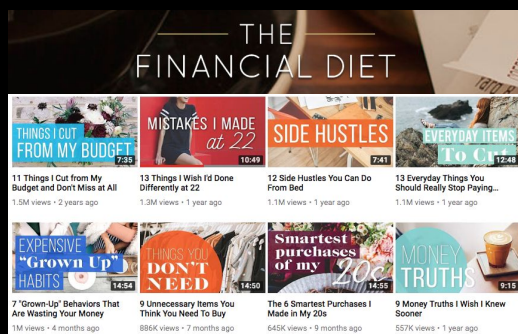 THE
FINANCIAL DIET
THINGS I CUT
FROM MY BUDGET
7:35
MISTAKES I MADE
at 22
10:49
SIDE HUSTLES
7:41
EVERYDAY ITEMS
To Cut
12:48
11 Things I Cut from My
Budget and Don't Miss at All
1.5M views • 2 years ago
13 Things I Wish I'd Done
Differently at 22
1.3M views • 1 year ago
12 Side Hustles You Can Do
From Bed
1.1M views • 1 year ago
13 Everyday Things You
Should Really Stop Paying...
1.1M views • 1 year ago
EXPENSIVE
"Grown Up"
HABITS
14:54
THINGS YOU
DON'T
NEED
14:50
Smartest
purchases
of my
20s
14:55
MONEY
TRUTHS
9:15
7 "Grown-Up" Behaviors That
Are Wasting Your Money
1M views • 4 months ago
9 Unnecessary Items You
Think You Need To Buy
886K views • 7 months ago
The 6 Smartest Purchases I
Made in My 20s
645K views • 9 months ago
9 Money Truths I Wish I Knew
Sooner
557K views • 1 year ago